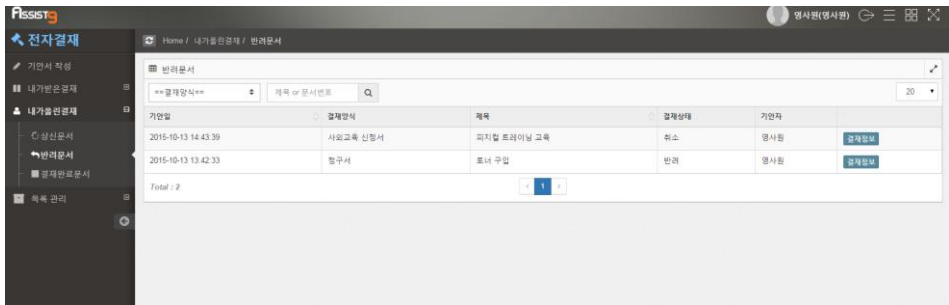 Assist9
영사원(영사원)
전자결재
Home / 내가올린결재 / 반려문서
기안서 작성
내가받은결재
내가올린결재
상신문서
반려문서
결재완료문서
목록 관리
반려문서
==결재양식==
제목 or 문서번호
20
기안일 결재양식 제목 결재상태 기안자
2015-10-13 14:43:39 사외교육 신청서 피지컬 트레이닝 교육 취소 영사원 결재정보
2015-10-13 13:42:33 청구서 토너 구입 반려 영사원 결재정보
Total : 2
1